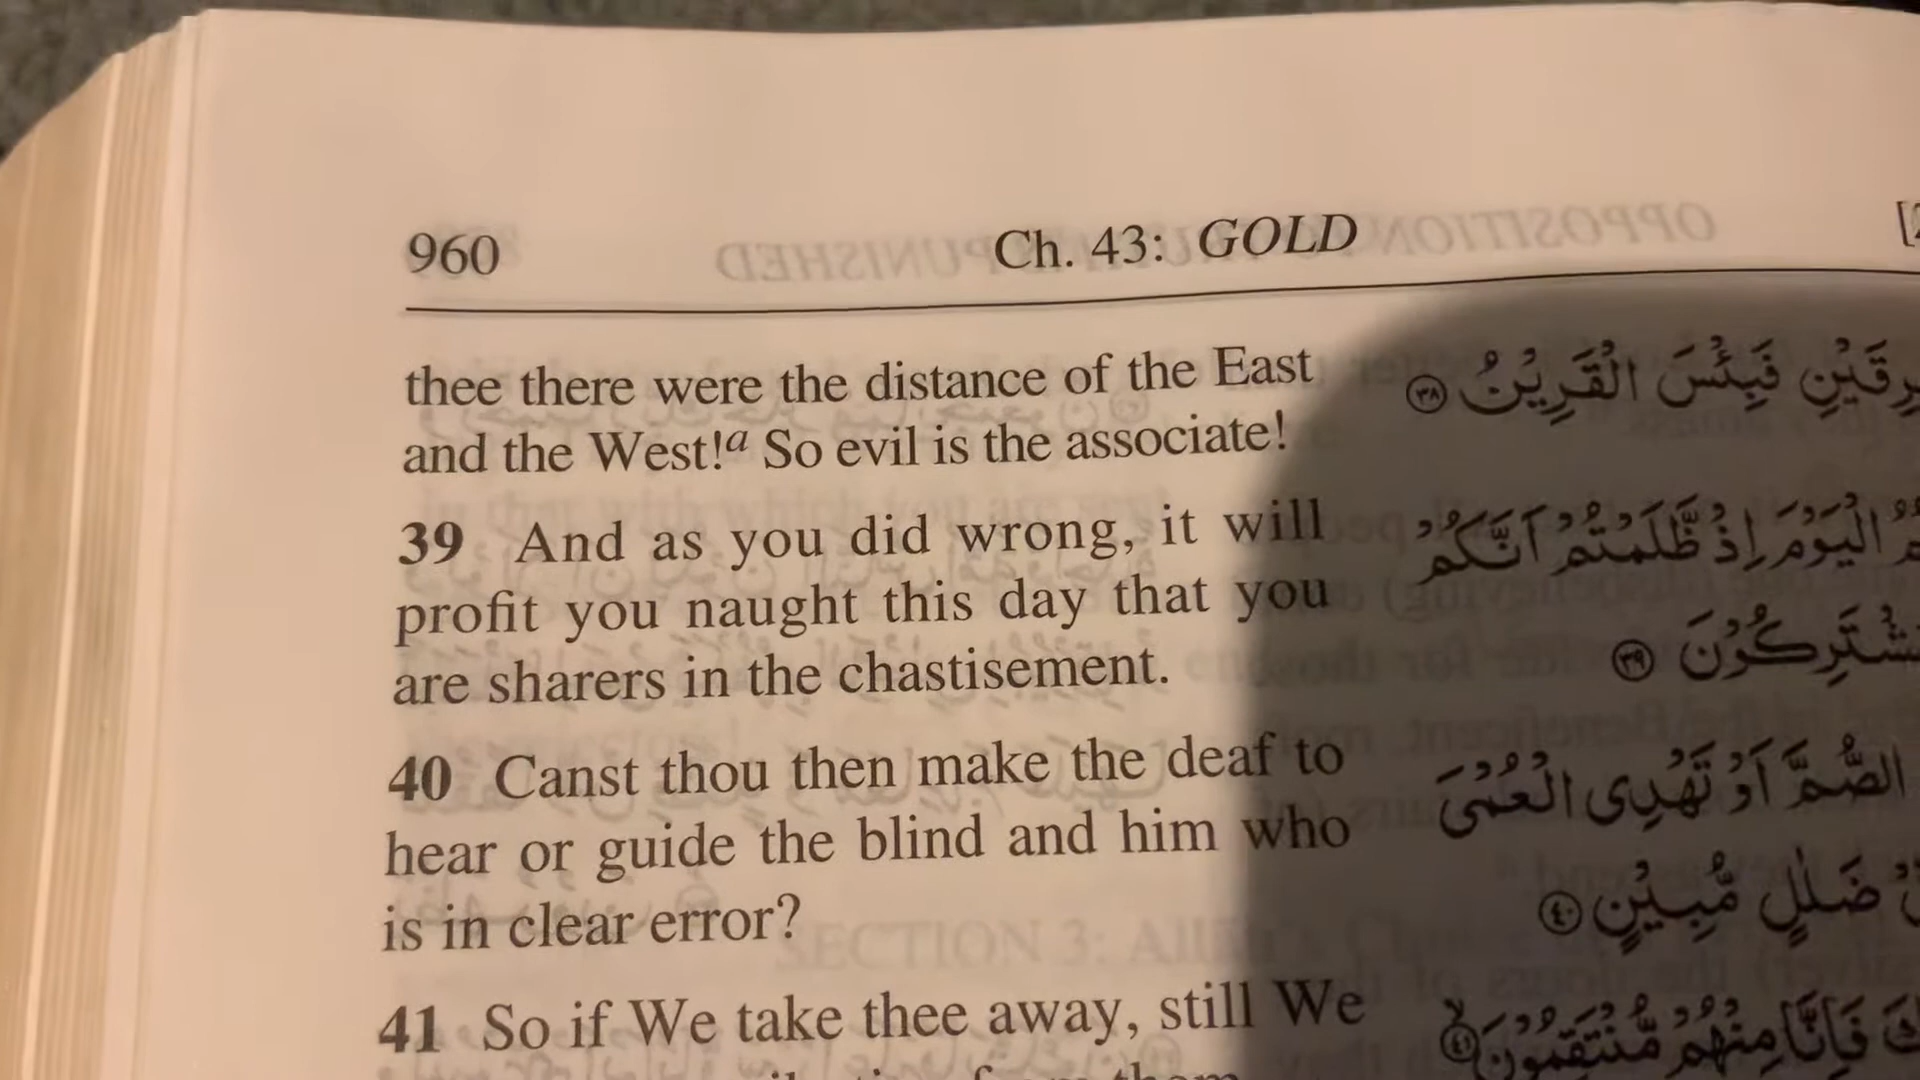 960 Ch. 43: GOLD
thee there were the distance of the East
and the West!a So evil is the associate!
39 And as you did wrong, it will
profit you naught this day that you
are sharers in the chastisement.
40 Canst thou then make the deaf to
hear or guide the blind and him who
is in clear error?
41 So if We take thee away, still We
فَبِئْسَ الْقَرِيْنُ ۝٣٨
الْيَوْمَ اِذْ ظَّلَمْتُمْ اَنَّكُمْ
۝٣٩
الصُّمَّ اَوْ تَهْدِى الْعُمْىَ
ضَلٰلٍ مُّبِيْنٍ ۝٤٠
فَاِنَّا مِنْهُمْ مُّنْتَقِمُوْنَ ۝٤١